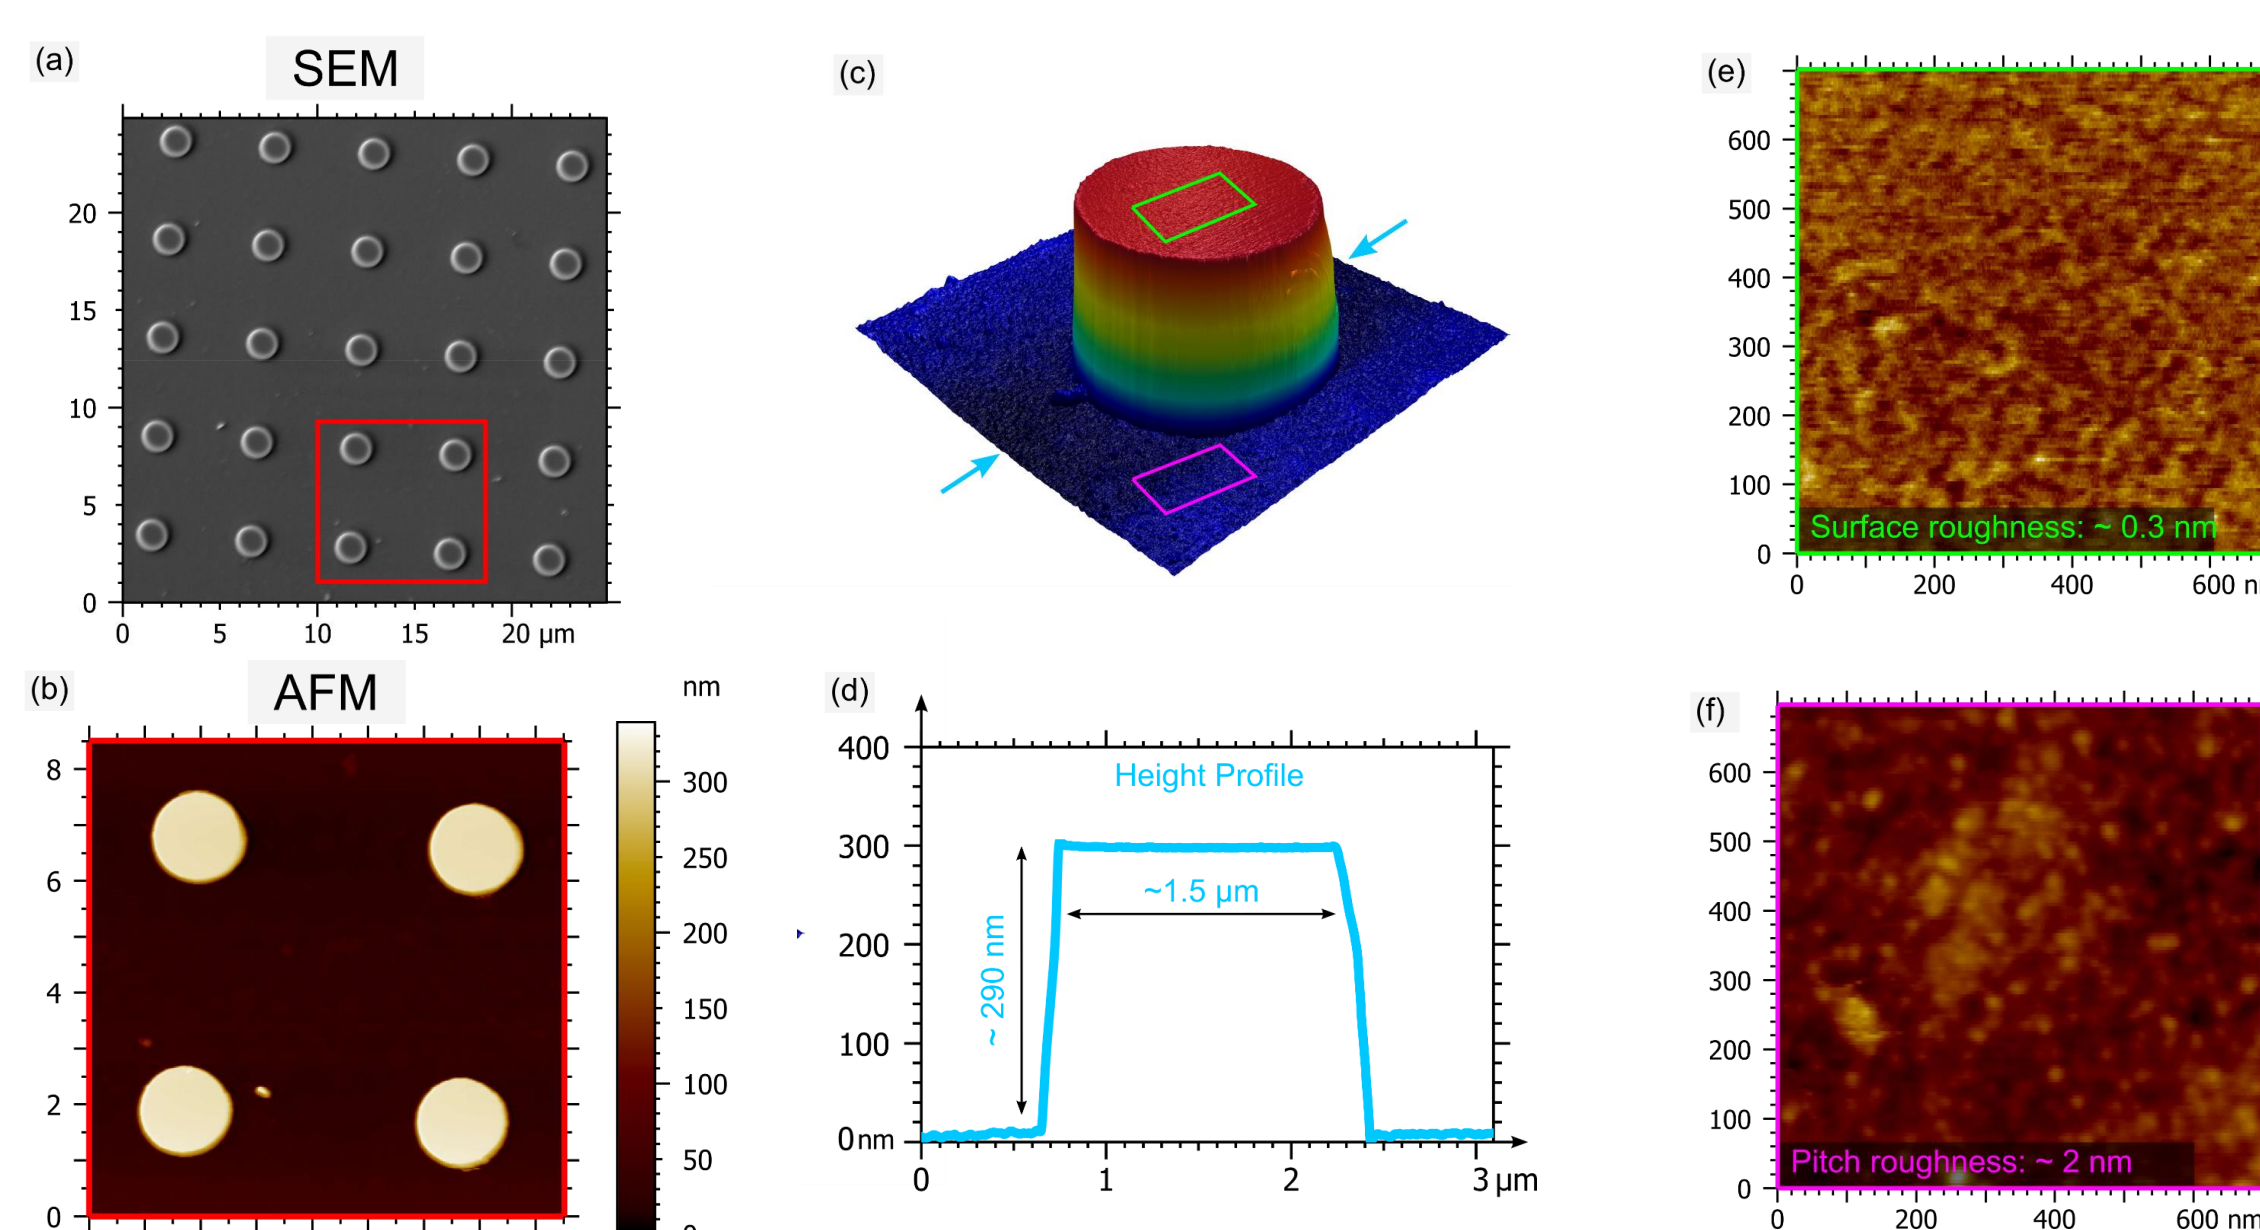 (a)
SEM
20
15
10
5
0
0 5 10 15 20 µm
(b)
AFM
8
6
4
2
0
nm
300
250
200
150
100
50
(c)
(d)
400
300
200
100
0nm
Height Profile
~1.5 µm
~ 290 nm
0 1 2 3 µm
(e)
600
500
400
300
200
100
0
Surface roughness: ~ 0.3 nm
0 200 400 600
(f)
600
500
400
300
200
100
0
Pitch roughness: ~ 2 nm
0 200 400 600 nm